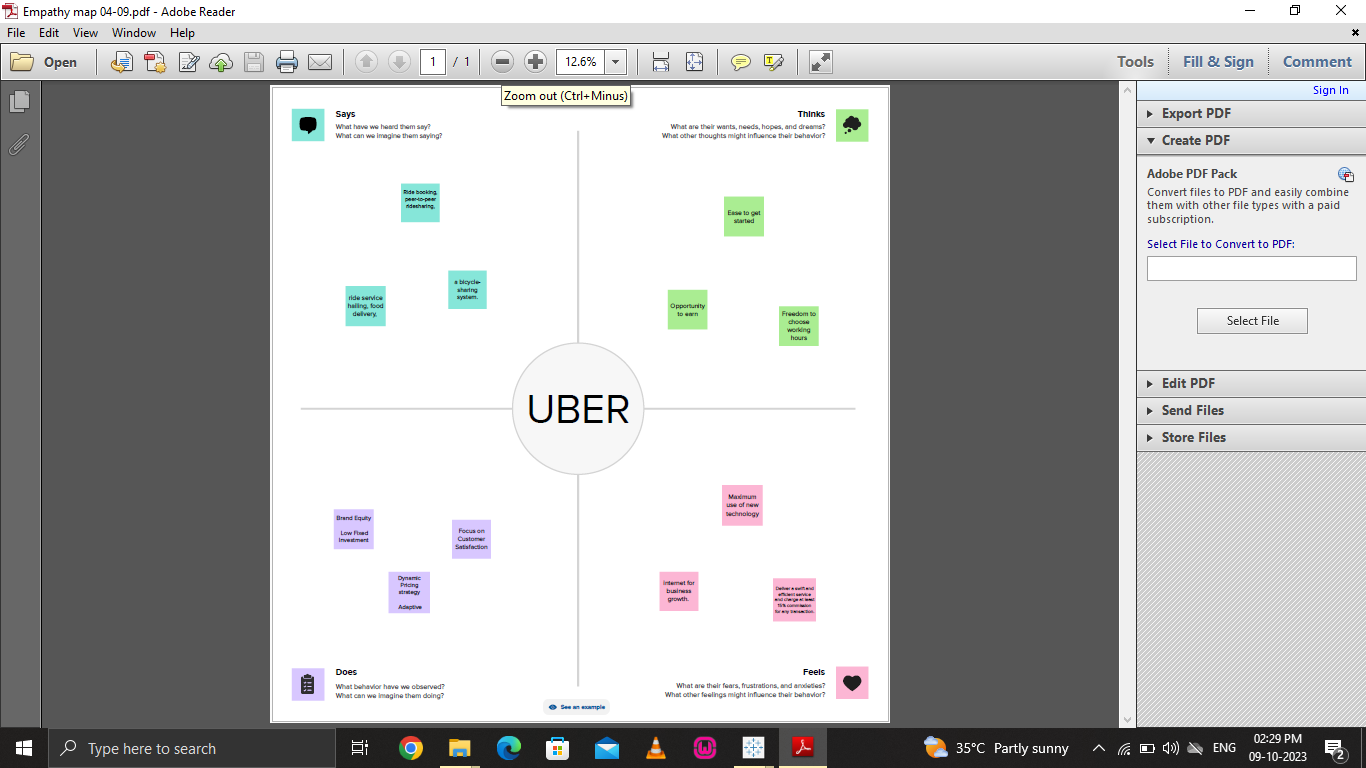 Empathy map 04-09.pdf - Adobe Reader
File Edit View Window Help
Open
1 / 1
12.6%
Tools
Fill & Sign
Comment
Zoom out (Ctrl+Minus)
Sign In
Export PDF
Create PDF
Adobe PDF Pack
Convert files to PDF and easily combine
them with other file types with a paid
subscription.
Select File to Convert to PDF:
Select File
Edit PDF
Send Files
Store Files
Says
What have we heard them say?
What can we imagine them saying?
Thinks
What are their wants, needs, hopes, and dreams?
What other thoughts might influence their behavior?
Ride booking,
peer-to-peer
ridesharing,
ride service
hailing, food
delivery,
e bicycle-
sharing
system.
Ease to get
started
Opportunity
to earn
Freedom to
choose
working
hours
UBER
Brand Equity
Low Fixed
Investment
Focus on
Customer
Satisfaction
Dynamic
Pricing
strategy
Adaptive
Maximum
use of new
technology
Internet for
business
growth.
Deliver a swift and
efficient service
and charge at least
15% commission
for any transaction.
Does
What behavior have we observed?
What can we imagine them doing?
Feels
What are their fears, frustrations, and anxieties?
What other feelings might influence their behavior?
See an example
Type here to search
35°C Partly sunny
ENG
02:29 PM
09-10-2023
2